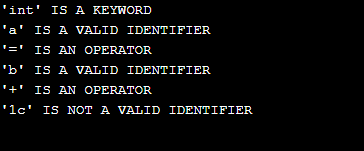 'int' IS A KEYWORD
'a' IS A VALID IDENTIFIER
'=' IS AN OPERATOR
'b' IS A VALID IDENTIFIER
'+' IS AN OPERATOR
'1c' IS NOT A VALID IDENTIFIER